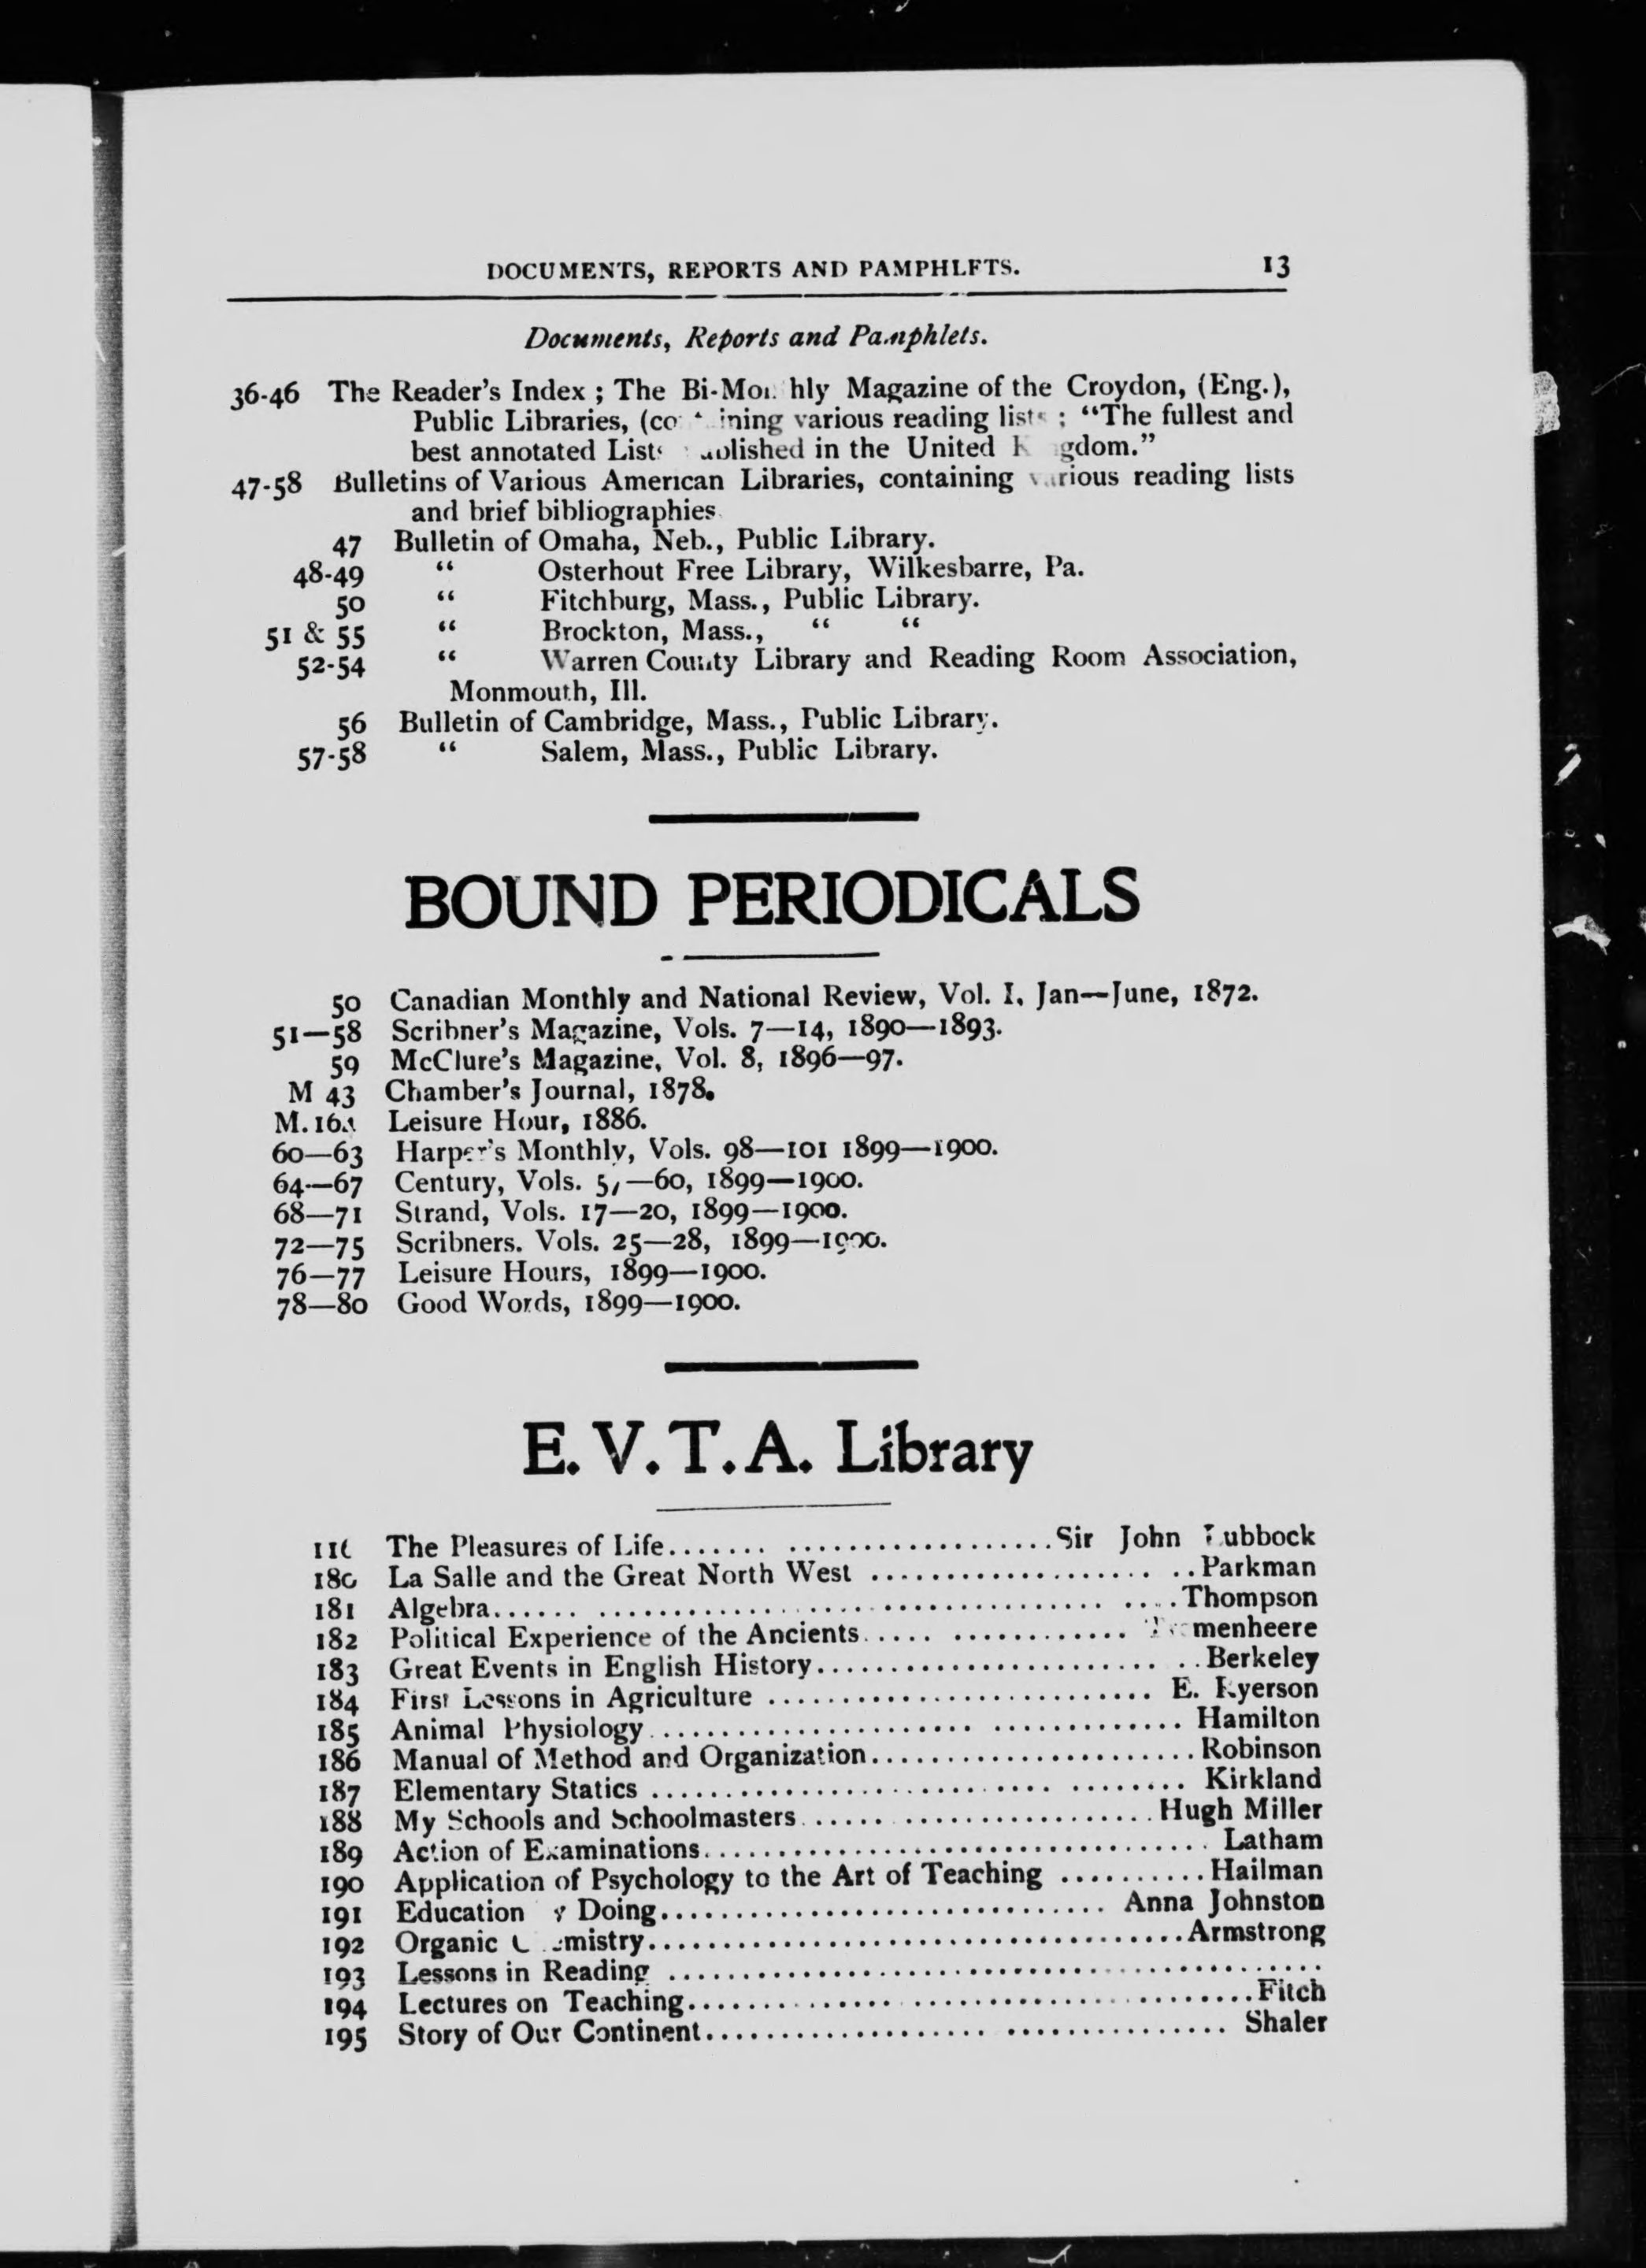 DOCUMENTS, REPORTS AND PAMPHLETS. 13
Documents, Reports and Pamphlets.
36-46 The Reader's Index ; The Bi-Monthly Magazine of the Croydon, (Eng.),
Public Libraries, (containing various reading lists ; “The fullest and
best annotated Lists published in the United Kingdom.”
47-58 Bulletins of Various American Libraries, containing various reading lists
and brief bibliographies
47 Bulletin of Omaha, Neb., Public Library.
48-49 “ Osterhout Free Library, Wilkesbarre, Pa.
50 “ Fitchburg, Mass., Public Library.
51 & 55 “ Brockton, Mass., “ “
52-54 “ Warren County Library and Reading Room Association,
Monmouth, Ill.
56 Bulletin of Cambridge, Mass., Public Library.
57-58 “ Salem, Mass., Public Library.
BOUND PERIODICALS
50 Canadian Monthly and National Review, Vol. I, Jan—June, 1872.
51—58 Scribner's Magazine, Vols. 7—14, 1890—1893.
59 McClure's Magazine, Vol. 8, 1896—97.
M 43 Chamber's Journal, 1878.
Leisure Hour, 1886.
60—63 Harper's Monthly, Vols. 98—101 1899—1900.
64—67 Century, Vols. —60, 1899—1900.
68—71 Strand, Vols. 17—20, 1899—1900.
72—75 Scribners. Vols. 25—28, 1899—1900.
76—77 Leisure Hours, 1899—1900.
78—80 Good Words, 1899—1900.
E. V. T. A. Library
The Pleasures of Life.... Sir John Lubbock
180 La Salle and the Great North West .... Parkman
181 Algebra.... Thompson
182 Political Experience of the Ancients.... Tremenheere
183 Great Events in English History.... Berkeley
184 First Lessons in Agriculture .... E. Ryerson
185 Animal Physiology.... Hamilton
186 Manual of Method and Organization.... Robinson
187 Elementary Statics .... Kirkland
188 My Schools and Schoolmasters.... Hugh Miller
189 Action of Examinations.... Latham
190 Application of Psychology to the Art of Teaching .... Hailman
191 Education by Doing.... Anna Johnston
192 Organic Chemistry.... Armstrong
193 Lessons in Reading ....
194 Lectures on Teaching.... Fitch
195 Story of Our Continent.... Shaler